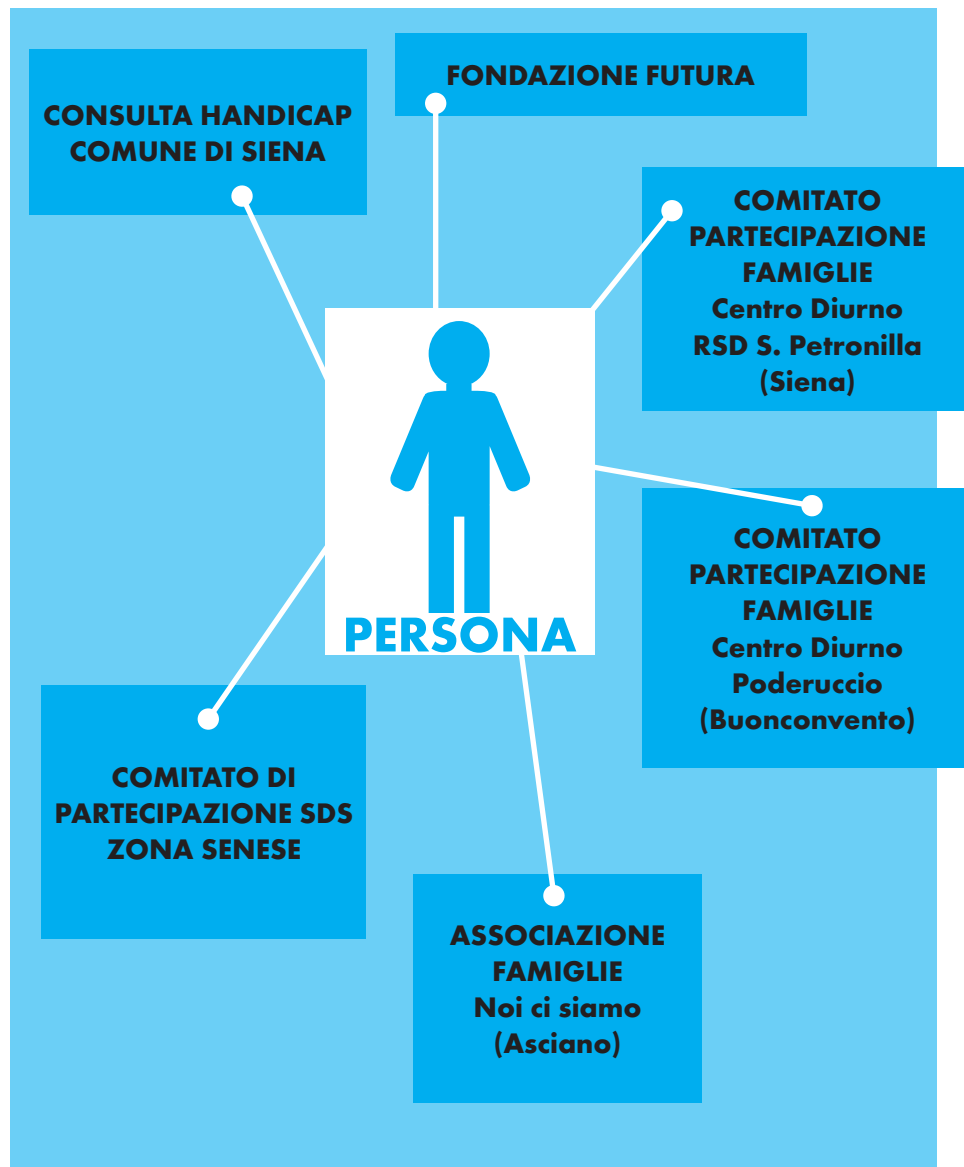 FONDAZIONE FUTURA
CONSULTA HANDICAP
COMUNE DI SIENA
COMITATO
PARTECIPAZIONE
FAMIGLIE
Centro Diurno
RSD S. Petronilla
(Siena)
PERSONA
COMITATO
PARTECIPAZIONE
FAMIGLIE
Centro Diurno
Poderuccio
(Buonconvento)
COMITATO DI
PARTECIPAZIONE SDS
ZONA SENESE
ASSOCIAZIONE
FAMIGLIE
Noi ci siamo
(Asciano)